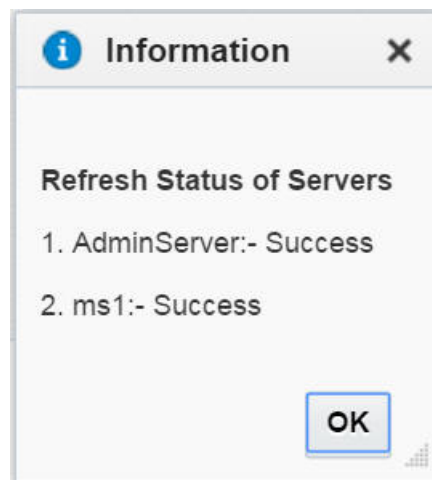 Information
Refresh Status of Servers
1. AdminServer:- Success
2. ms1:- Success
OK